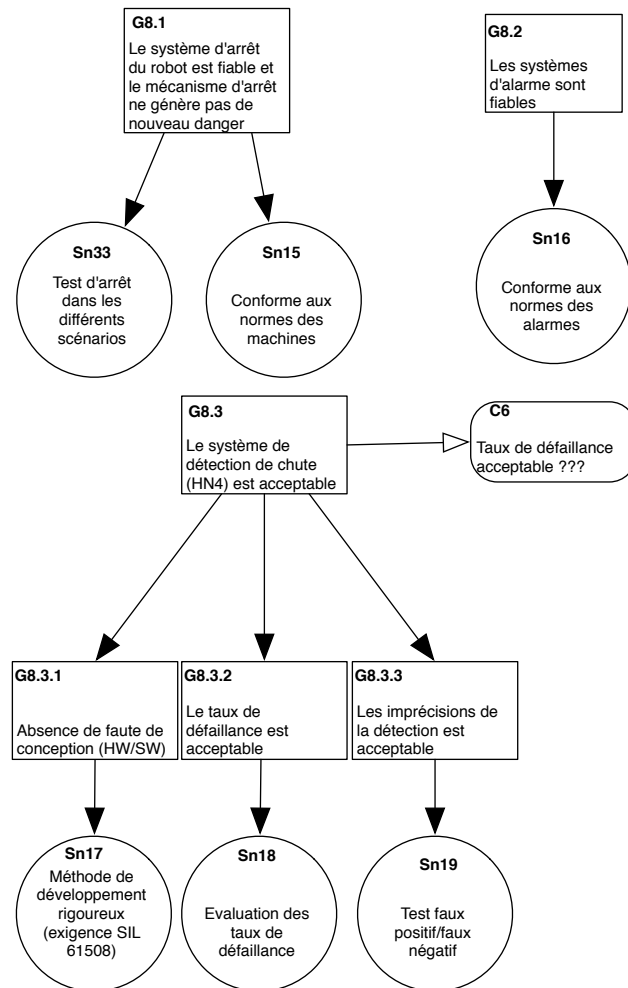 G8.1
Le système d'arrêt
du robot est fiable et
le mécanisme d'arrêt
ne génère pas de
nouveau danger
G8.2
Les systèmes
d'alarme sont
fiables
Sn33
Test d'arrêt
dans les
différents
scénarios
Sn15
Conforme aux
normes des
machines
Sn16
Conforme aux
normes des
alarmes
G8.3
Le système de
détection de chute
(HN4) est acceptable
C6
Taux de défaillance
acceptable ???
G8.3.1
Absence de faute de
conception (HW/SW)
G8.3.2
Le taux de
défaillance est
acceptable
G8.3.3
Les imprécisions de
la détection est
acceptable
Sn17
Méthode de
développement
rigoureux
(exigence SIL
61508)
Sn18
Evaluation des
taux de
défaillance
Sn19
Test faux
positif/faux
négatif